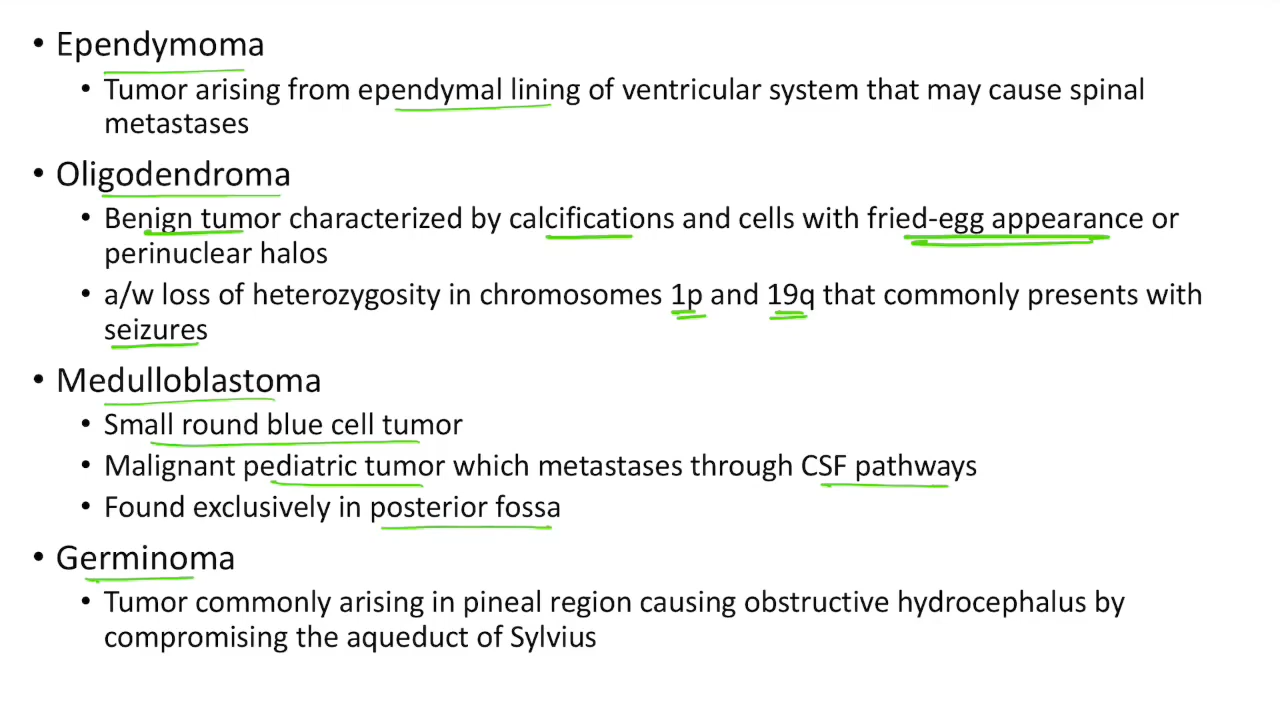 • Ependymoma
• Tumor arising from ependymal lining of ventricular system that may cause spinal
metastases
• Oligodendroma
• Benign tumor characterized by calcifications and cells with fried-egg appearance or
perinuclear halos
• a/w loss of heterozygosity in chromosomes 1p and 19q that commonly presents with
seizures
• Medulloblastoma
• Small round blue cell tumor
• Malignant pediatric tumor which metastases through CSF pathways
• Found exclusively in posterior fossa
• Germinoma
• Tumor commonly arising in pineal region causing obstructive hydrocephalus by
compromising the aqueduct of Sylvius